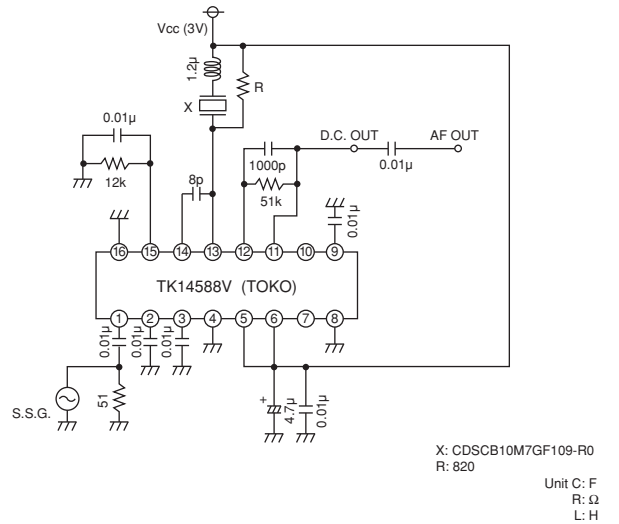 Vcc (3V)
1.2μ
R
X
0.01μ
12k
8p
1000p
51k
D.C. OUT
AF OUT
0.01μ
0.01μ
16 15 14 13 12 11 10 9
TK14588V (TOKO)
1 2 3 4 5 6 7 8
0.01μ
0.01μ
0.01μ
S.S.G.
51
+
4.7μ
0.01μ
X: CDSCB10M7GF109-R0
R: 820
Unit C: F
R: Ω
L: H